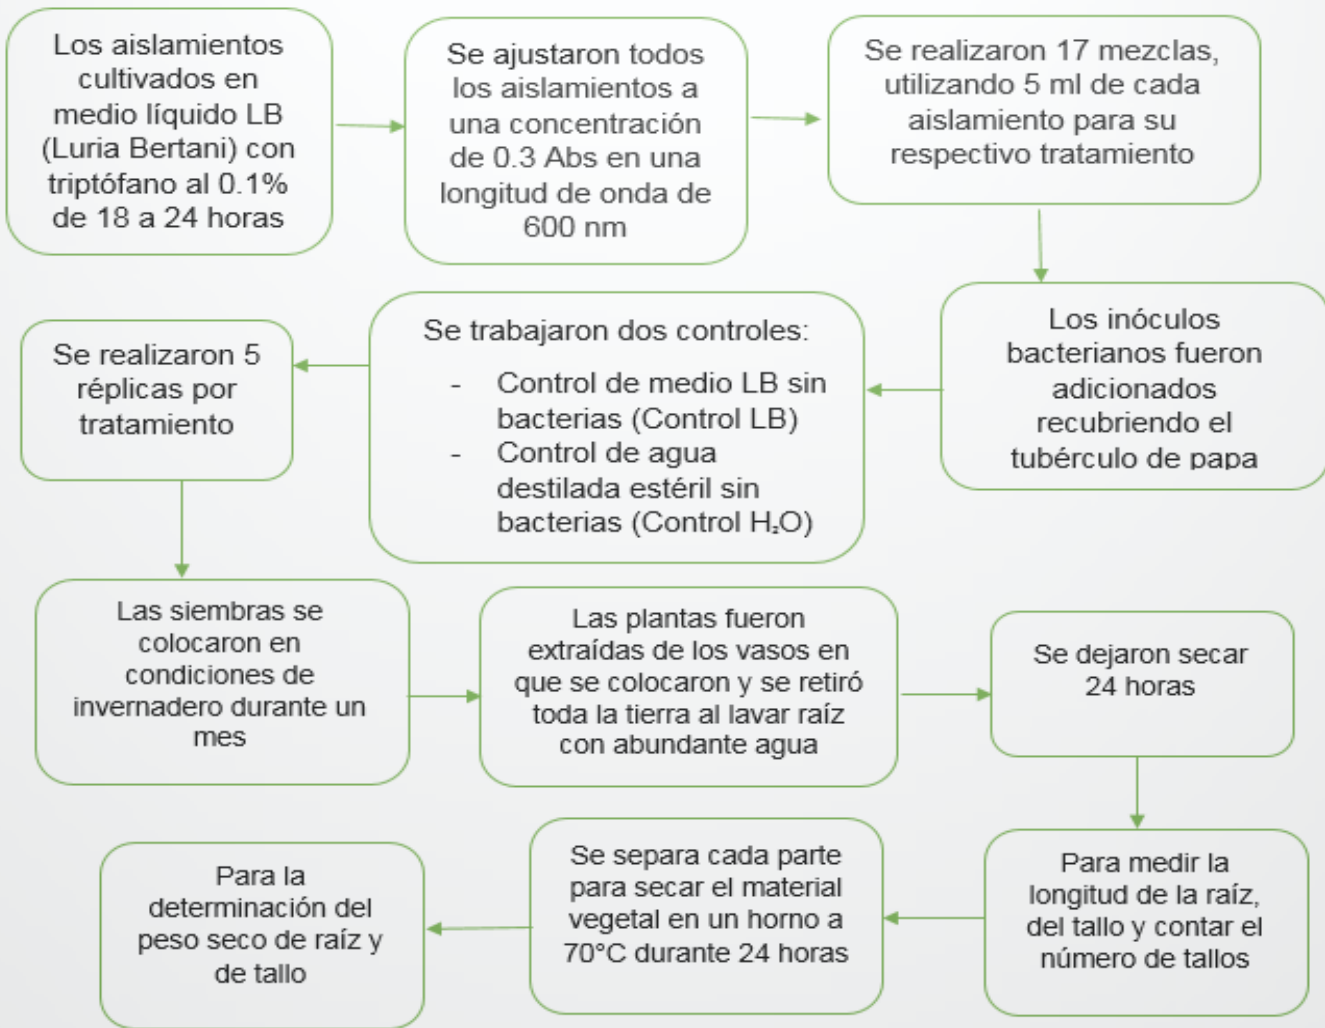 Los aislamientos
cultivados en
medio líquido LB
(Luria Bertani) con
triptófano al 0.1%
de 18 a 24 horas
Se ajustaron todos
los aislamientos a
una concentración
de 0.3 Abs en una
longitud de onda de
600 nm
Se realizaron 17 mezclas,
utilizando 5 ml de cada
aislamiento para su
respectivo tratamiento
Los inóculos
bacterianos fueron
adicionados
recubriendo el
tubérculo de papa
Se trabajaron dos controles:
- Control de medio LB sin
bacterias (Control LB)
- Control de agua
destilada estéril sin
bacterias (Control H₂O)
Se realizaron 5
réplicas por
tratamiento
Las siembras se
colocaron en
condiciones de
invernadero durante un
mes
Las plantas fueron
extraídas de los vasos en
que se colocaron y se retiró
toda la tierra al lavar raíz
con abundante agua
Se dejaron secar
24 horas
Para medir la
longitud de la raíz,
del tallo y contar el
número de tallos
Se separa cada parte
para secar el material
vegetal en un horno a
70°C durante 24 horas
Para la
determinación del
peso seco de raíz y
de tallo